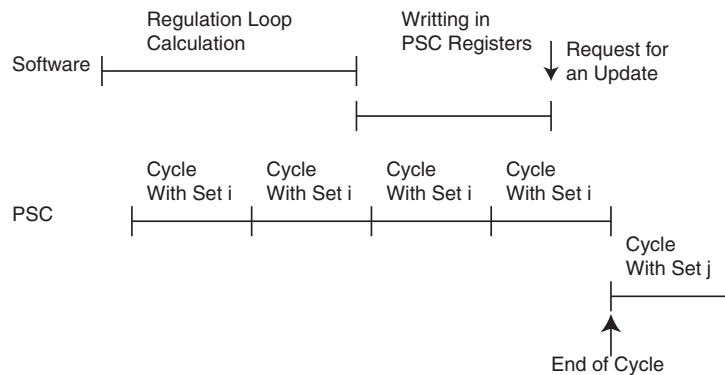 Regulation Loop
Calculation
Writting in
PSC Registers
Request for
an Update
Software
Cycle
With Set i
Cycle
With Set i
Cycle
With Set i
Cycle
With Set i
PSC
Cycle
With Set j
End of Cycle